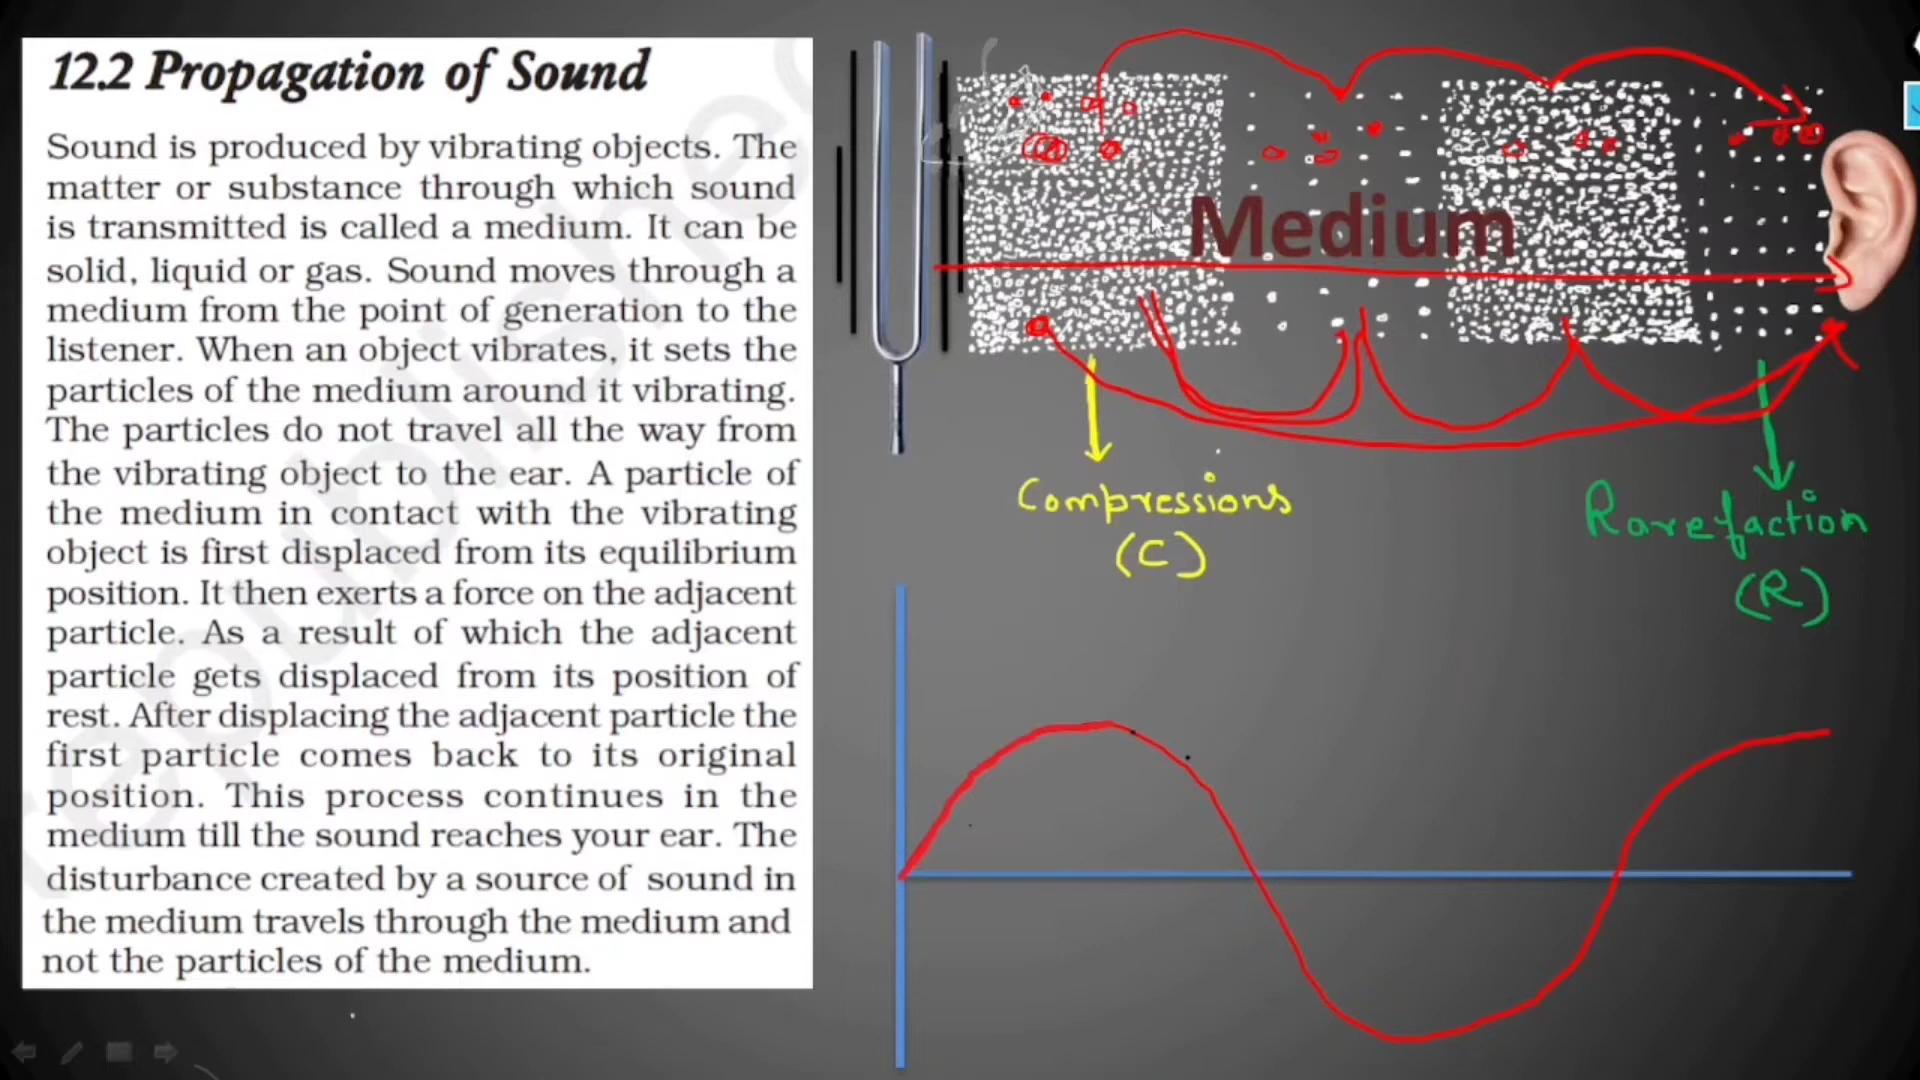 12.2 Propagation of Sound
Sound is produced by vibrating objects. The
matter or substance through which sound
is transmitted is called a medium. It can be
solid, liquid or gas. Sound moves through a
medium from the point of generation to the
listener. When an object vibrates, it sets the
particles of the medium around it vibrating.
The particles do not travel all the way from
the vibrating object to the ear. A particle of
the medium in contact with the vibrating
object is first displaced from its equilibrium
position. It then exerts a force on the adjacent
particle. As a result of which the adjacent
particle gets displaced from its position of
rest. After displacing the adjacent particle the
first particle comes back to its original
position. This process continues in the
medium till the sound reaches your ear. The
disturbance created by a source of sound in
the medium travels through the medium and
not the particles of the medium.
Medium
Compressions
(C)
Rarefaction
(R)